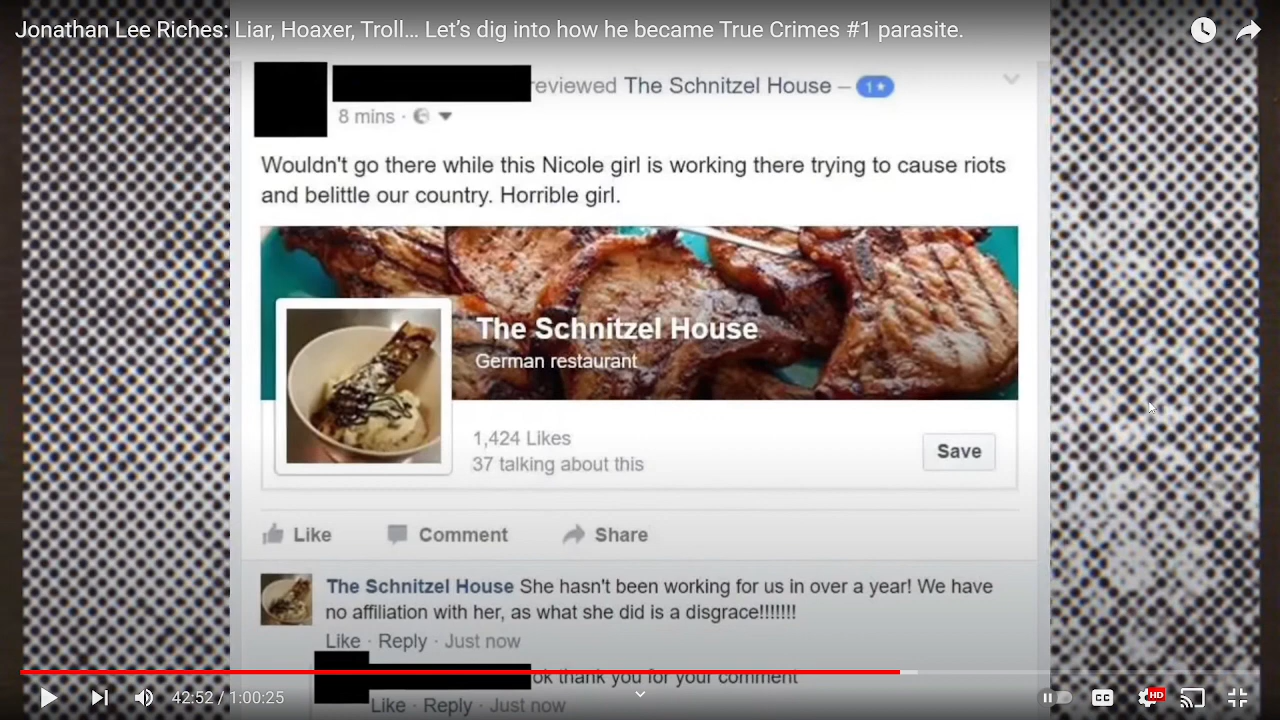 Jonathan Lee Riches: Liar, Hoaxer, Troll... Let’s dig into how he became True Crimes #1 parasite.
reviewed The Schnitzel House – 1★
8 mins ·
Wouldn't go there while this Nicole girl is working there trying to cause riots
and belittle our country. Horrible girl.
The Schnitzel House
German restaurant
1,424 Likes
37 talking about this
Save
Like Comment Share
The Schnitzel House She hasn't been working for us in over a year! We have
no affiliation with her, as what she did is a disgrace!!!!!!!
Like · Reply · Just now
ok thank you for your comment
Like · Reply · Just now
42:52 / 1:00:25
CC
HD